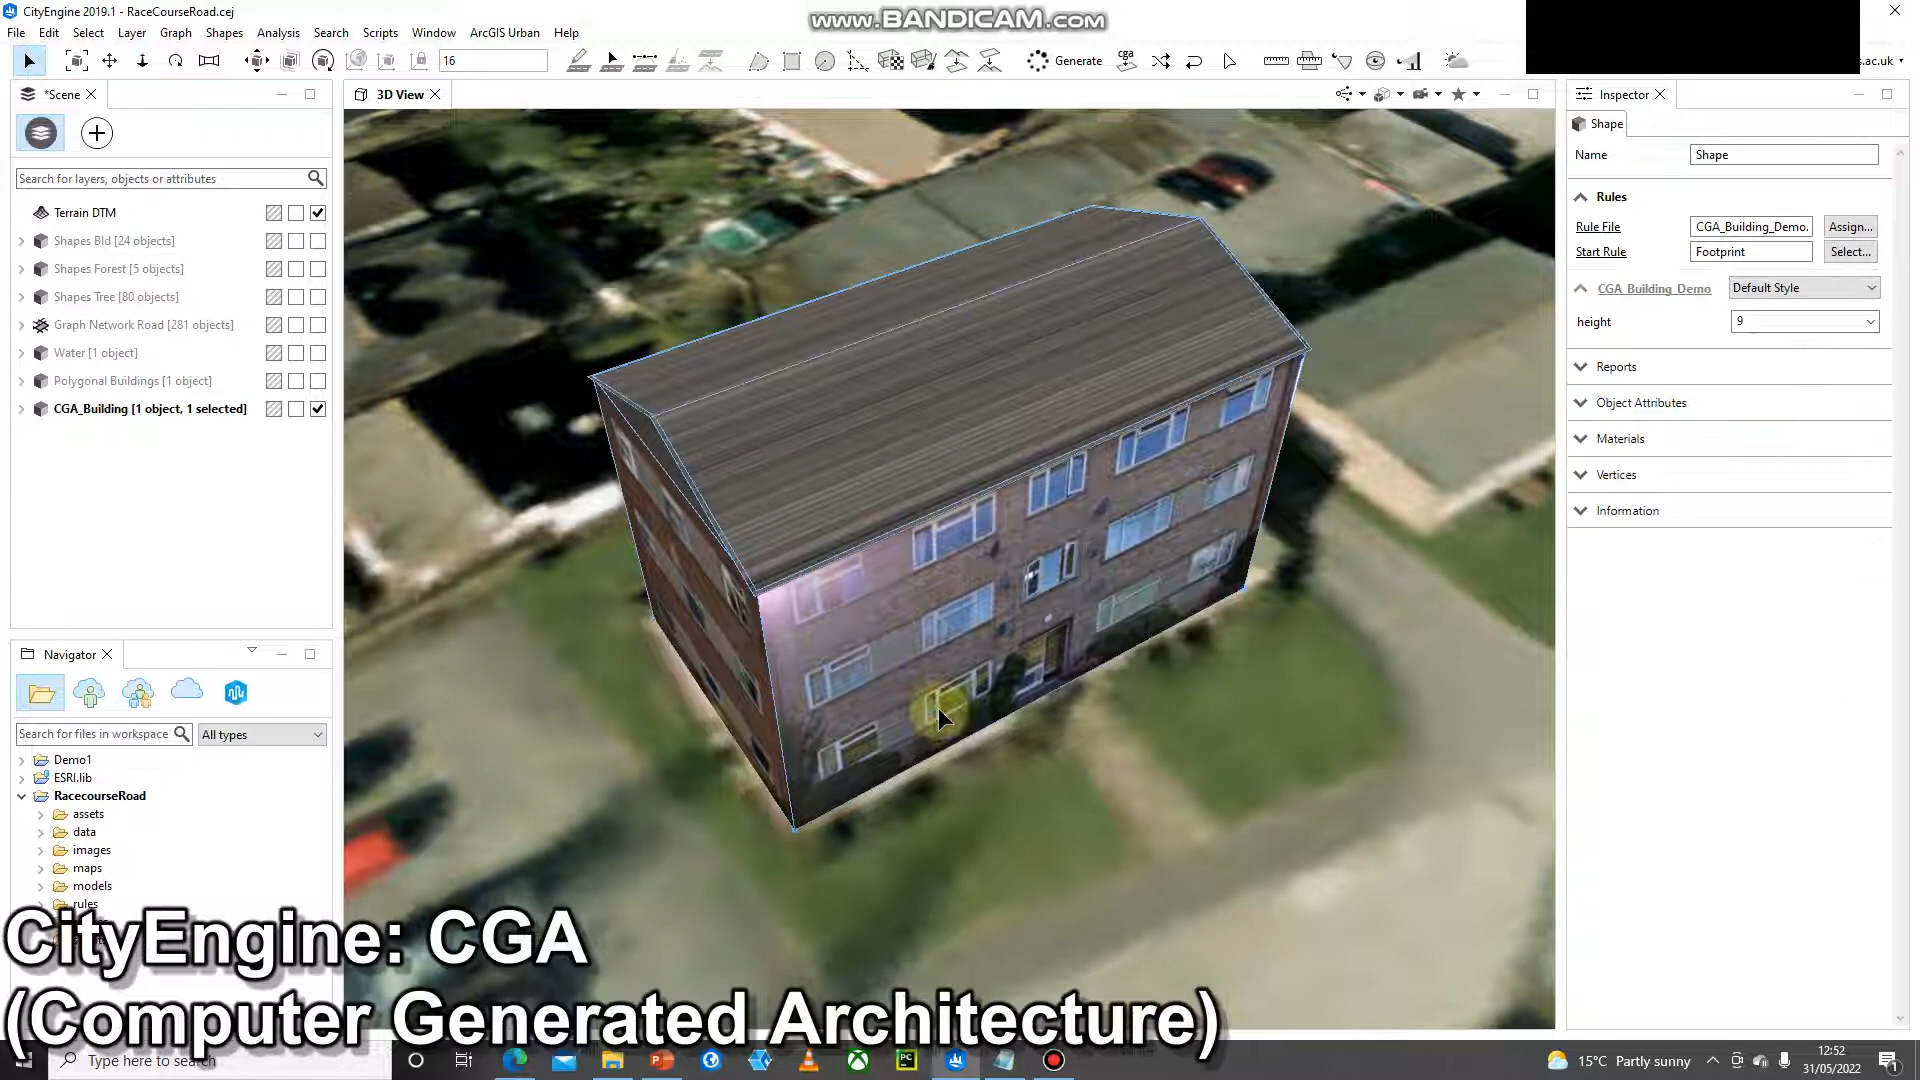 CityEngine 2019.1 - RaceCourseRoad.cej
www.BANDICAM.com
File Edit Select Layer Graph Shapes Analysis Search Scripts Window ArcGIS Urban Help
16
Generate
cga
s.ac.uk
*Scene
3D View
Inspector
Shape
Name
Shape
Search for layers, objects or attributes
Rules
Terrain DTM
Rule File
CGA_Building_Demo.
Assign...
Shapes Bld [24 objects]
Start Rule
Footprint
Select...
Shapes Forest [5 objects]
CGA_Building_Demo
Default Style
Shapes Tree [80 objects]
height
9
Graph Network Road [281 objects]
Water [1 object]
Reports
Polygonal Buildings [1 object]
Object Attributes
CGA_Building [1 object, 1 selected]
Materials
Vertices
Information
Navigator
Search for files in workspace
All types
Demo1
ESRI.lib
RacecourseRoad
assets
data
images
maps
models
rules
CityEngine: CGA
(Computer Generated Architecture)
Type here to search
PC
15°C Partly sunny
12:52
31/05/2022
1